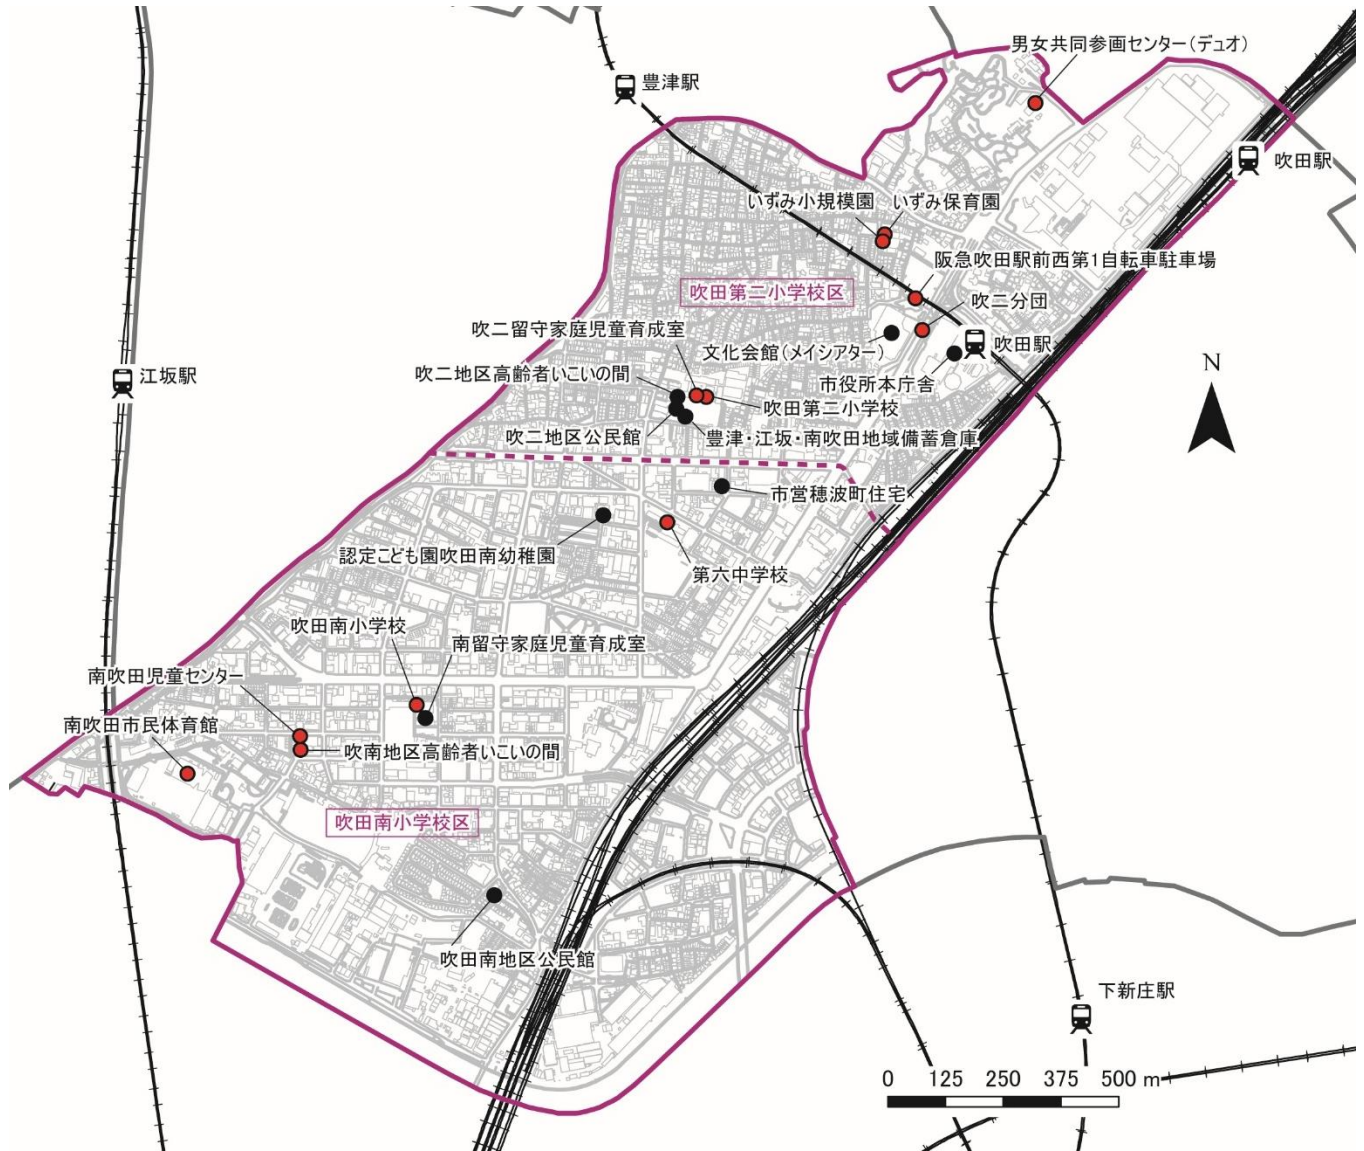 男女共同参画センター(デュオ)
豊津駅
吹田駅
いずみ小規模園
いずみ保育園
阪急吹田駅前西第1自転車駐車場
吹田第二小学校区
吹二分団
吹二留守家庭児童育成室
文化会館(メイシアター)
吹田駅
江坂駅
吹二地区高齢者いこいの間
市役所本庁舎
N
吹田第二小学校
吹二地区公民館
豊津・江坂・南吹田地域備蓄倉庫
市営穂波町住宅
認定こども園吹田南幼稚園
第六中学校
吹田南小学校
南留守家庭児童育成室
南吹田児童センター
南吹田市民体育館
吹南地区高齢者いこいの間
吹田南小学校区
吹田南地区公民館
下新庄駅
0 125 250 375 500 m